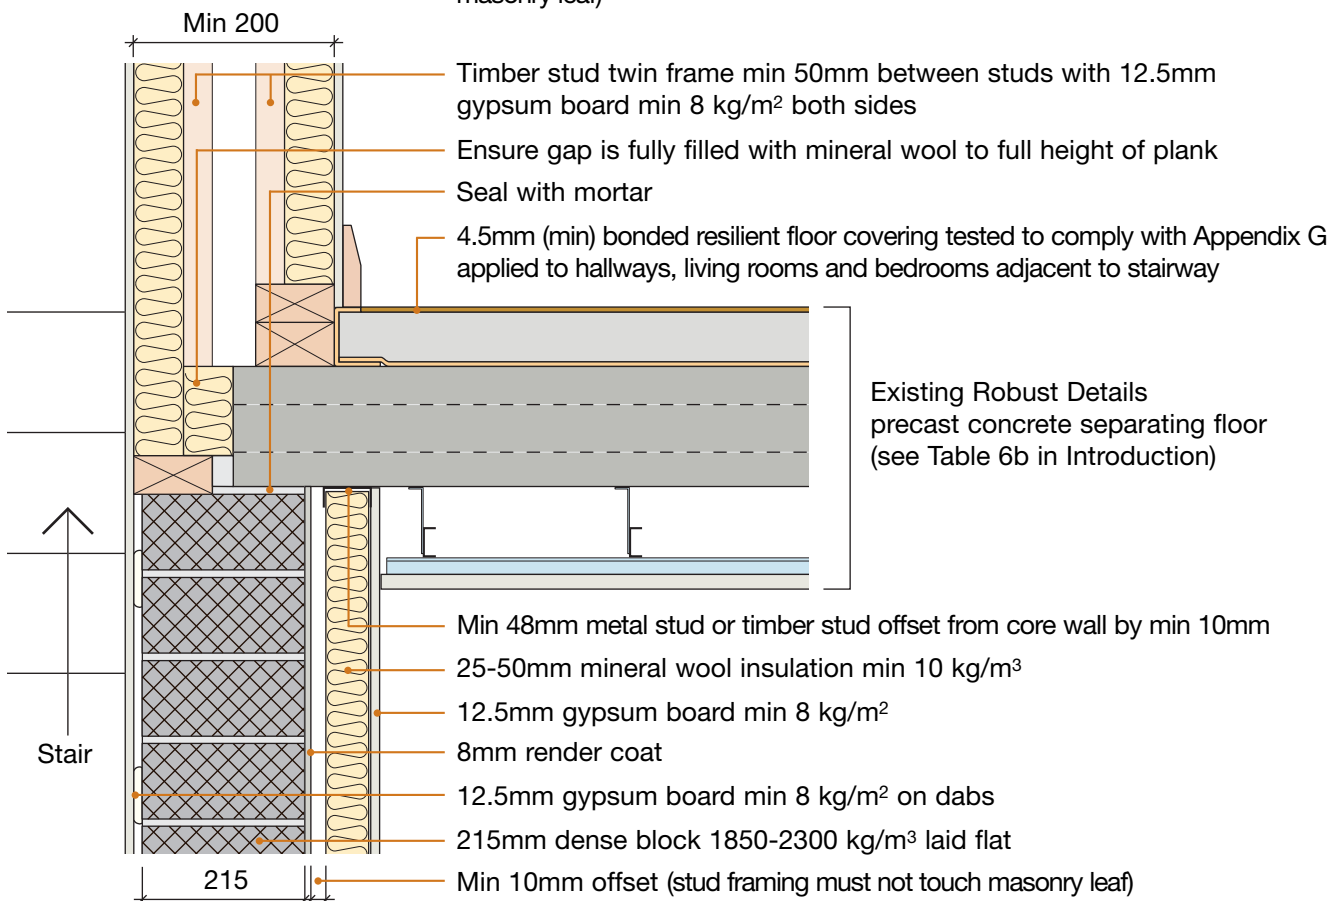 masonry leaf)
Min 200
Timber stud twin frame min 50mm between studs with 12.5mm
gypsum board min 8 kg/m² both sides
Ensure gap is fully filled with mineral wool to full height of plank
Seal with mortar
4.5mm (min) bonded resilient floor covering tested to comply with Appendix G
applied to hallways, living rooms and bedrooms adjacent to stairway
Existing Robust Details
precast concrete separating floor
(see Table 6b in Introduction)
Min 48mm metal stud or timber stud offset from core wall by min 10mm
25-50mm mineral wool insulation min 10 kg/m³
12.5mm gypsum board min 8 kg/m²
8mm render coat
Stair
12.5mm gypsum board min 8 kg/m² on dabs
215mm dense block 1850-2300 kg/m³ laid flat
215
Min 10mm offset (stud framing must not touch masonry leaf)